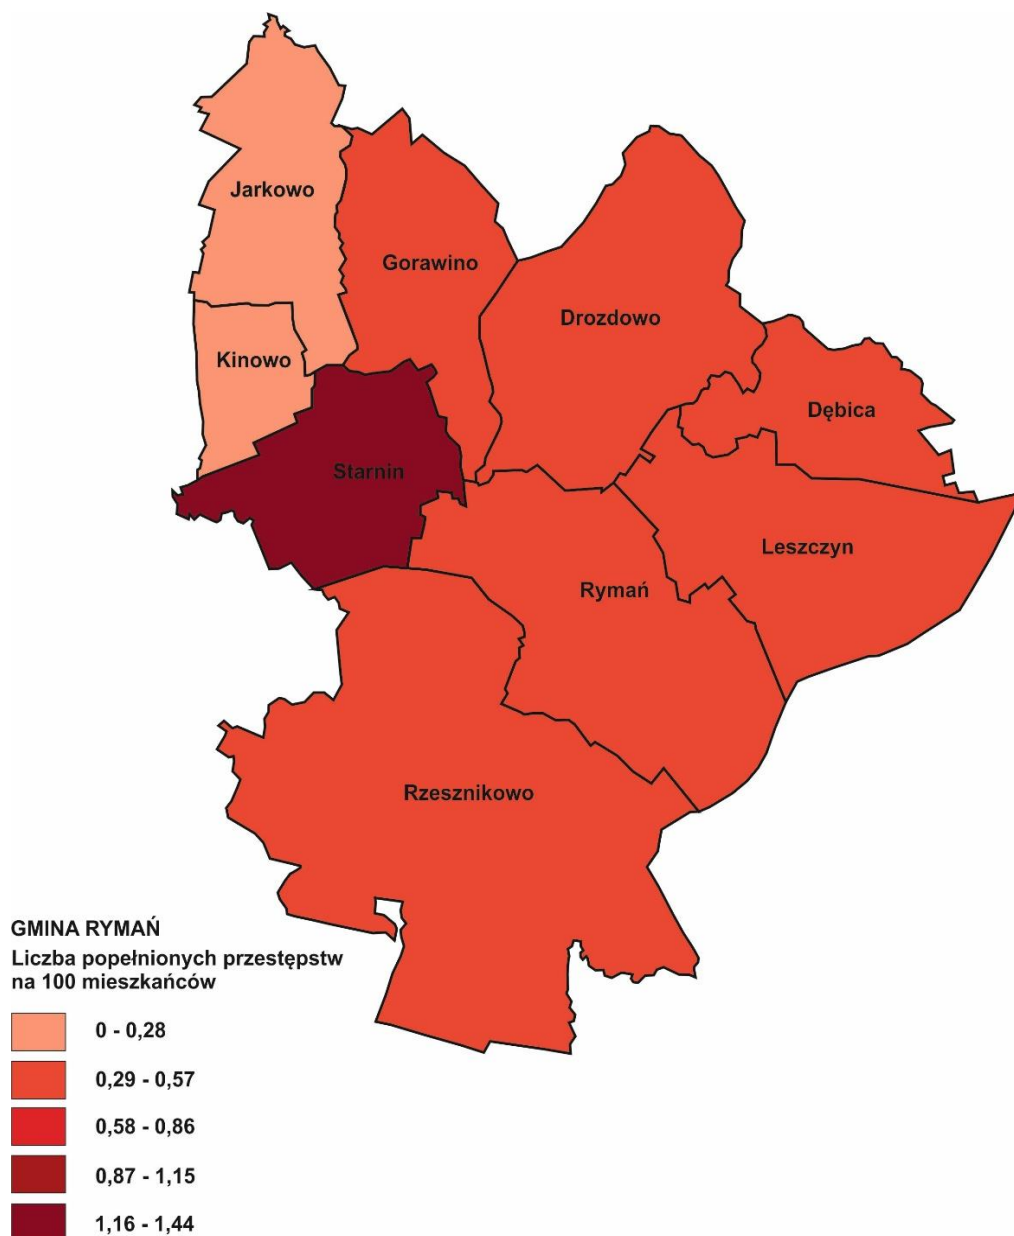 Jarkowo
Gorawino
Drozdowo
Kinowo
Dębica
Starnin
Leszczyn
Rymań
Rzesznikowo
GMINA RYMAŃ
Liczba popełnionych przestępstw
na 100 mieszkańców
0 - 0,28
0,29 - 0,57
0,58 - 0,86
0,87 - 1,15
1,16 - 1,44